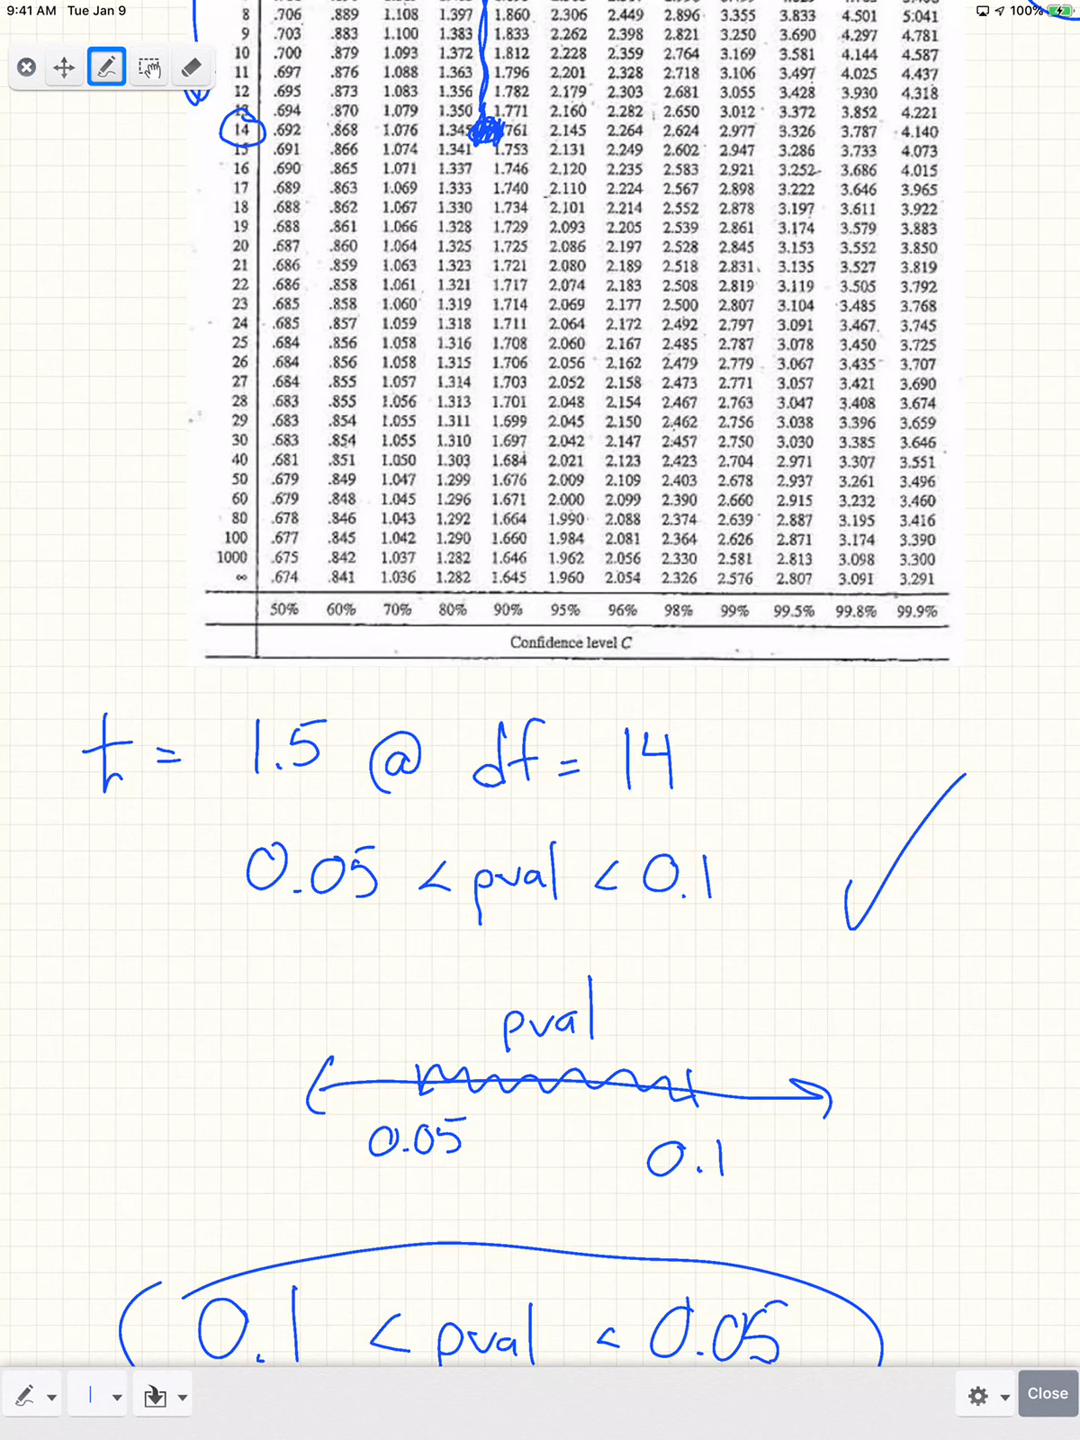 9:41 AM Tue Jan 9
100%
8 .706 .889 1.108 1.397 1.860 2.306 2.449 2.896 3.355 3.833 4.501 5.041
9 .703 .883 1.100 1.383 1.833 2.262 2.398 2.821 3.250 3.690 4.297 4.781
10 .700 .879 1.093 1.372 1.812 2.228 2.359 2.764 3.169 3.581 4.144 4.587
11 .697 .876 1.088 1.363 1.796 2.201 2.328 2.718 3.106 3.497 4.025 4.437
12 .695 .873 1.083 1.356 1.782 2.179 2.303 2.681 3.055 3.428 3.930 4.318
13 .694 .870 1.079 1.350 1.771 2.160 2.282 2.650 3.012 3.372 3.852 4.221
14 .692 .868 1.076 1.345 .761 2.145 2.264 2.624 2.977 3.326 3.787 4.140
15 .691 .866 1.074 1.341 1.753 2.131 2.249 2.602 2.947 3.286 3.733 4.073
16 .690 .865 1.071 1.337 1.746 2.120 2.235 2.583 2.921 3.252 3.686 4.015
17 .689 .863 1.069 1.333 1.740 2.110 2.224 2.567 2.898 3.222 3.646 3.965
18 .688 .862 1.067 1.330 1.734 2.101 2.214 2.552 2.878 3.197 3.611 3.922
19 .688 .861 1.066 1.328 1.729 2.093 2.205 2.539 2.861 3.174 3.579 3.883
20 .687 .860 1.064 1.325 1.725 2.086 2.197 2.528 2.845 3.153 3.552 3.850
21 .686 .859 1.063 1.323 1.721 2.080 2.189 2.518 2.831 3.135 3.527 3.819
22 .686 .858 1.061 1.321 1.717 2.074 2.183 2.508 2.819 3.119 3.505 3.792
23 .685 .858 1.060 1.319 1.714 2.069 2.177 2.500 2.807 3.104 3.485 3.768
24 .685 .857 1.059 1.318 1.711 2.064 2.172 2.492 2.797 3.091 3.467 3.745
25 .684 .856 1.058 1.316 1.708 2.060 2.167 2.485 2.787 3.078 3.450 3.725
26 .684 .856 1.058 1.315 1.706 2.056 2.162 2.479 2.779 3.067 3.435 3.707
27 .684 .855 1.057 1.314 1.703 2.052 2.158 2.473 2.771 3.057 3.421 3.690
28 .683 .855 1.056 1.313 1.701 2.048 2.154 2.467 2.763 3.047 3.408 3.674
29 .683 .854 1.055 1.311 1.699 2.045 2.150 2.462 2.756 3.038 3.396 3.659
30 .683 .854 1.055 1.310 1.697 2.042 2.147 2.457 2.750 3.030 3.385 3.646
40 .681 .851 1.050 1.303 1.684 2.021 2.123 2.423 2.704 2.971 3.307 3.551
50 .679 .849 1.047 1.299 1.676 2.009 2.109 2.403 2.678 2.937 3.261 3.496
60 .679 .848 1.045 1.296 1.671 2.000 2.099 2.390 2.660 2.915 3.232 3.460
80 .678 .846 1.043 1.292 1.664 1.990 2.088 2.374 2.639 2.887 3.195 3.416
100 .677 .845 1.042 1.290 1.660 1.984 2.081 2.364 2.626 2.871 3.174 3.390
1000 .675 .842 1.037 1.282 1.646 1.962 2.056 2.330 2.581 2.813 3.098 3.300
∞ .674 .841 1.036 1.282 1.645 1.960 2.054 2.326 2.576 2.807 3.091 3.291
50% 60% 70% 80% 90% 95% 96% 98% 99% 99.5% 99.8% 99.9%
Confidence level C
t = 1.5 @ df = 14
0.05 < pval < 0.1
pval
0.05 0.1
0.1 < pval < 0.05
Close